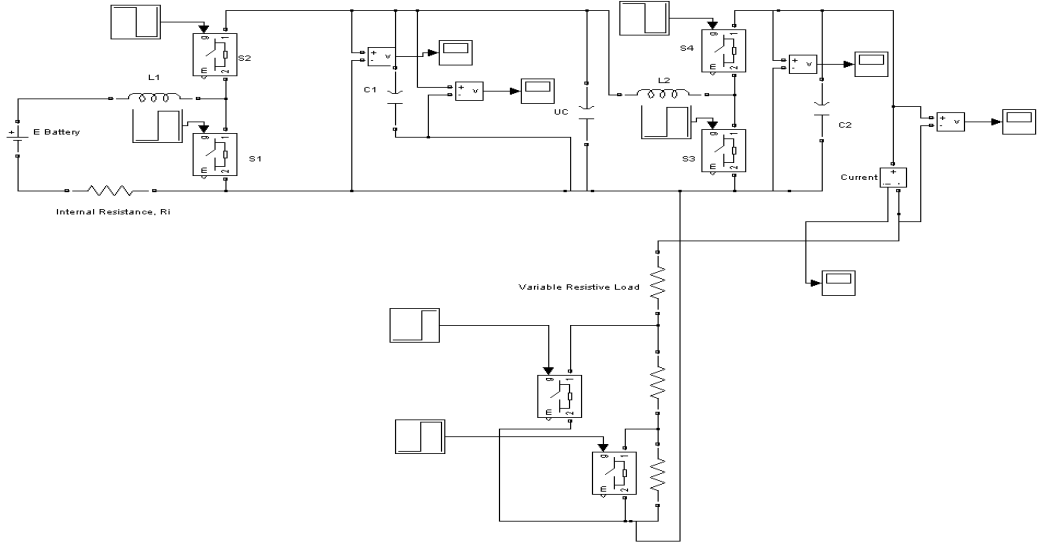 S2
S4
L1
C1
UC
L2
C2
E Battery
S1
S3
Current
Internal Resistance, Ri
Variable Resistive Load